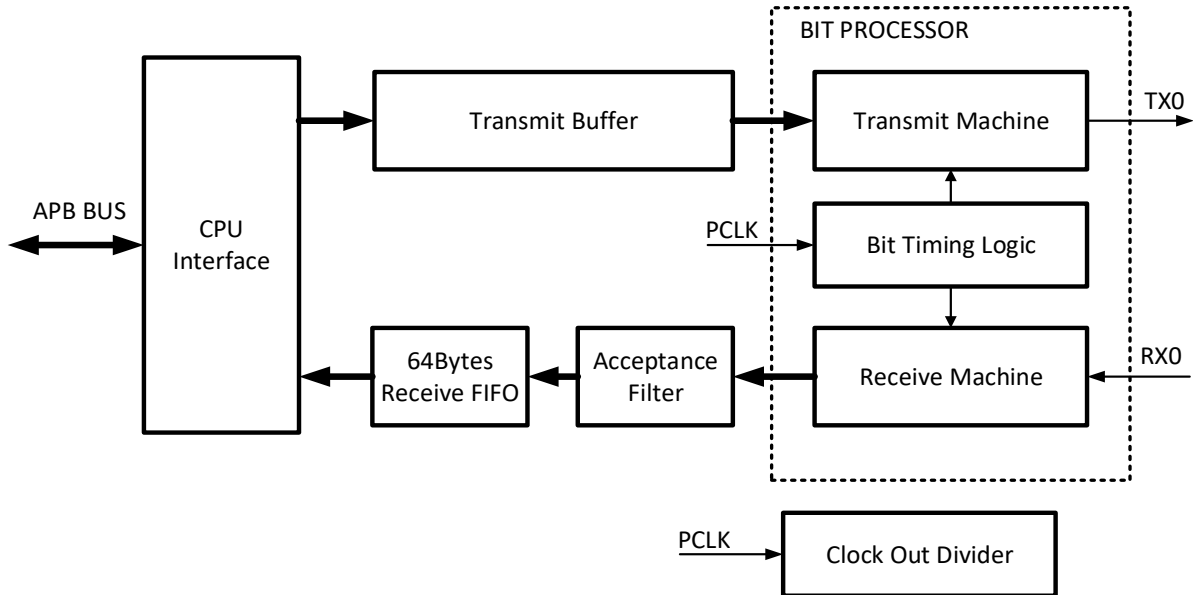 BIT PROCESSOR
Transmit Buffer
Transmit Machine
TX0
APB BUS
CPU
Interface
PCLK
Bit Timing Logic
64Bytes
Receive FIFO
Acceptance
Filter
Receive Machine
RX0
PCLK
Clock Out Divider